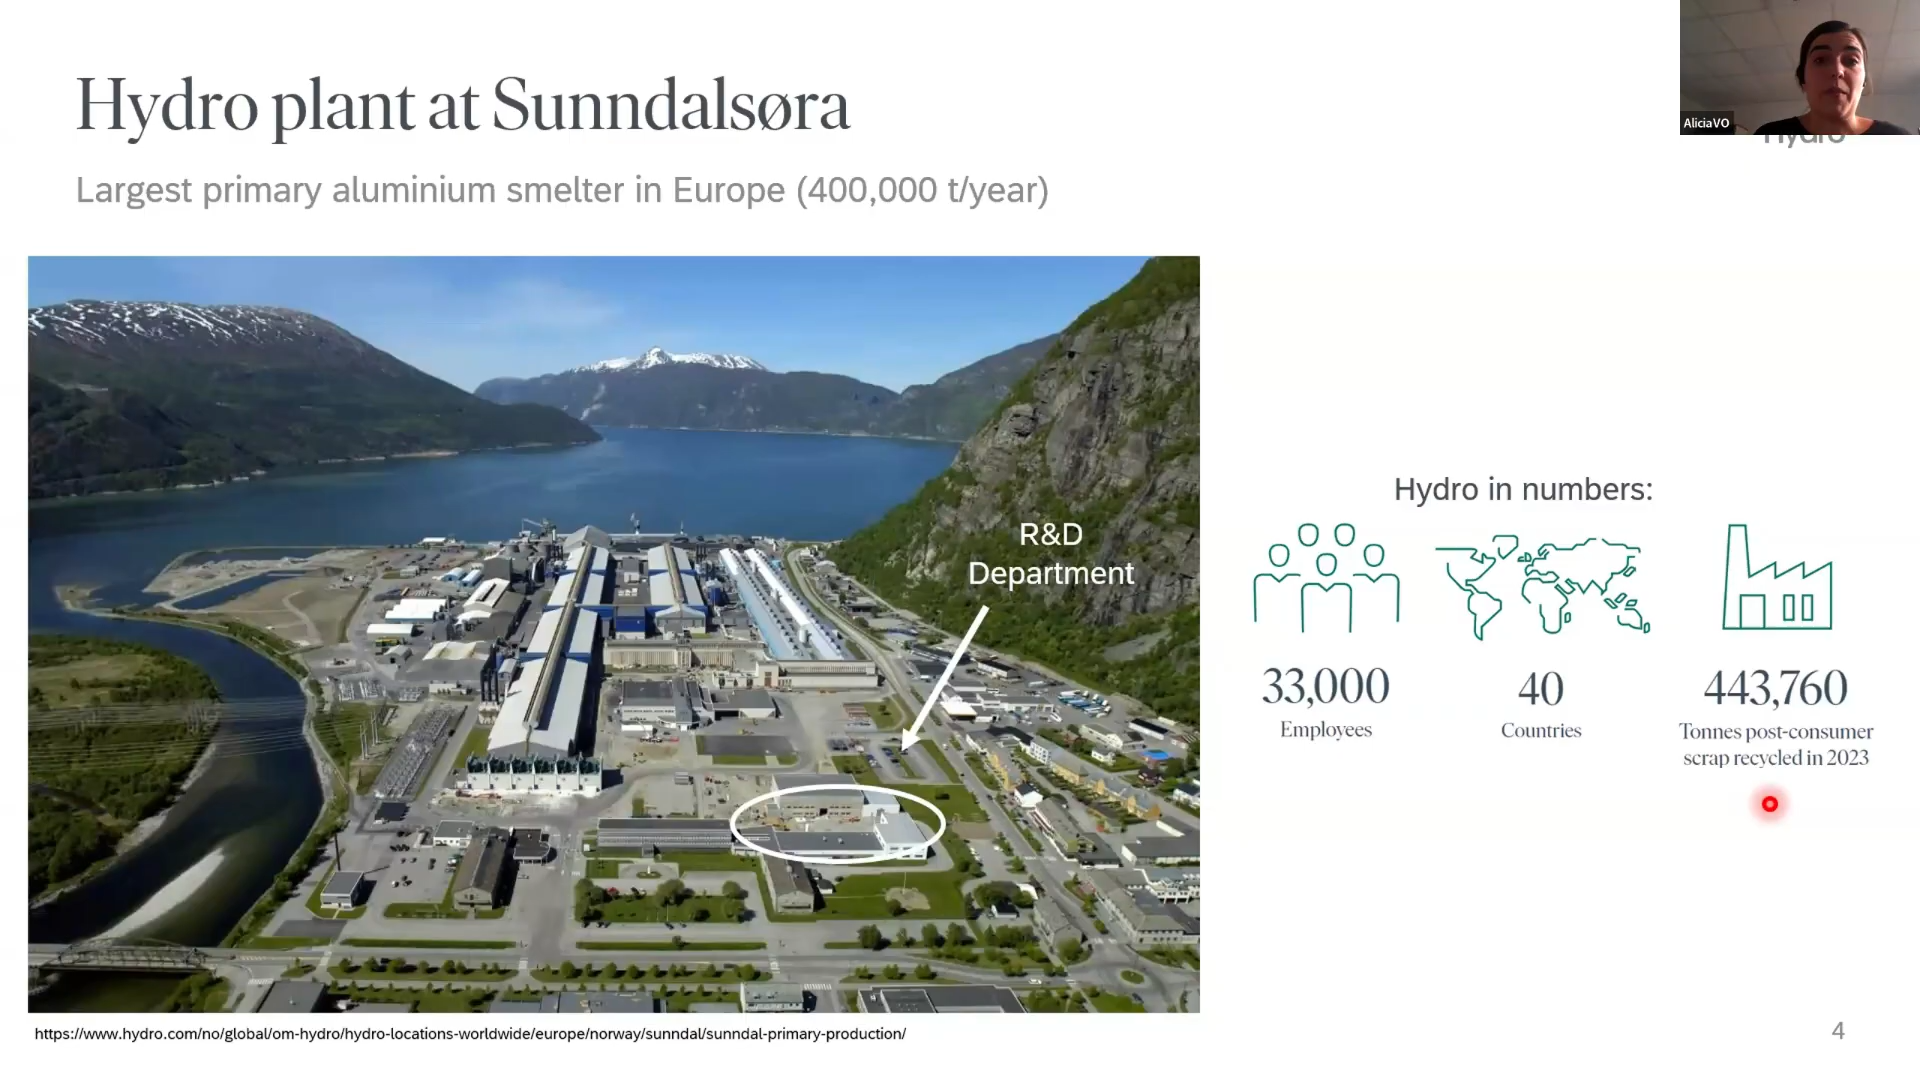 Hydro plant at Sunndalsøra
AliciaVO
Hydro
Largest primary aluminium smelter in Europe (400,000 t/year)
R&D
Department
Hydro in numbers:
33,000
Employees
40
Countries
443,760
Tonnes post-consumer
scrap recycled in 2023
https://www.hydro.com/no/global/om-hydro/hydro-locations-worldwide/europe/norway/sunndal/sunndal-primary-production/
4